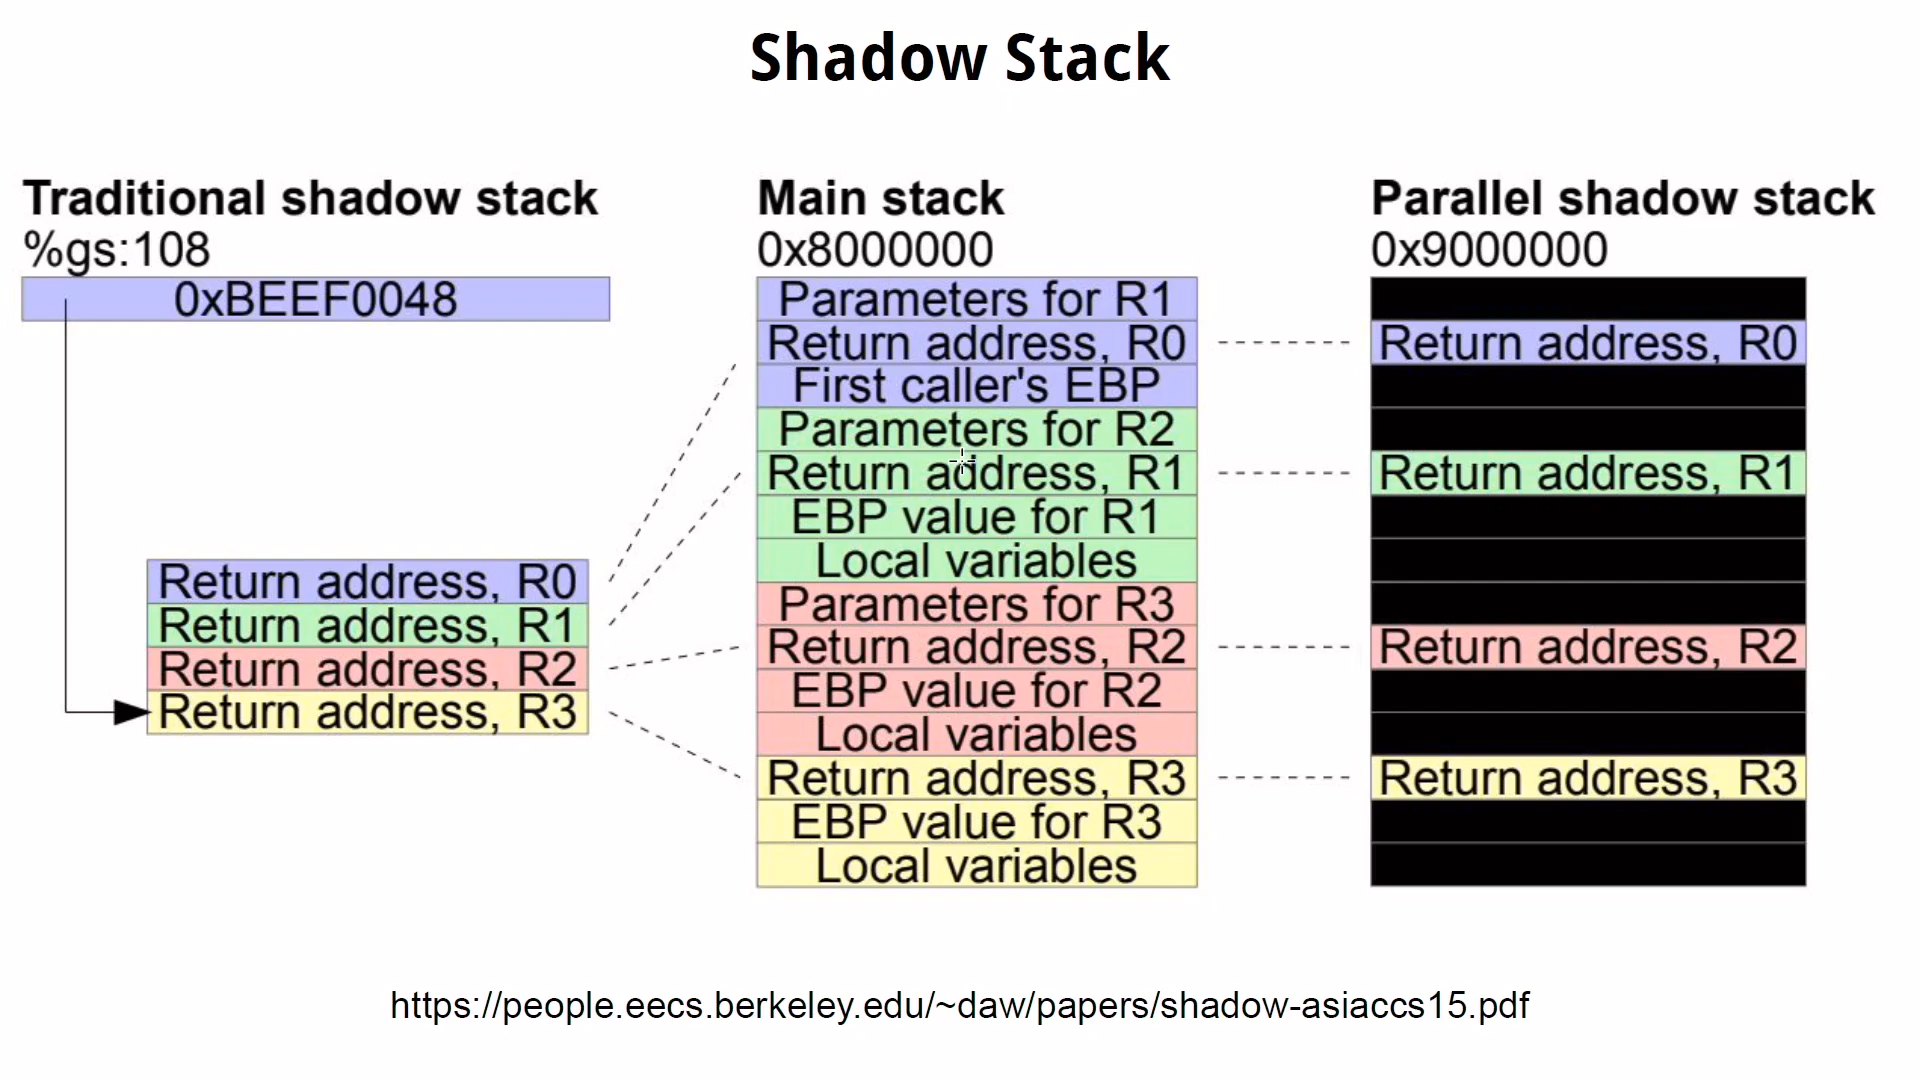 Shadow Stack
Traditional shadow stack
%gs:108
0xBEEF0048
Return address, R0
Return address, R1
Return address, R2
Return address, R3
Main stack
0x8000000
Parameters for R1
Return address, R0
First caller's EBP
Parameters for R2
Return address, R1
EBP value for R1
Local variables
Parameters for R3
Return address, R2
EBP value for R2
Local variables
Return address, R3
EBP value for R3
Local variables
Parallel shadow stack
0x9000000
Return address, R0
Return address, R1
Return address, R2
Return address, R3
https://people.eecs.berkeley.edu/~daw/papers/shadow-asiaccs15.pdf